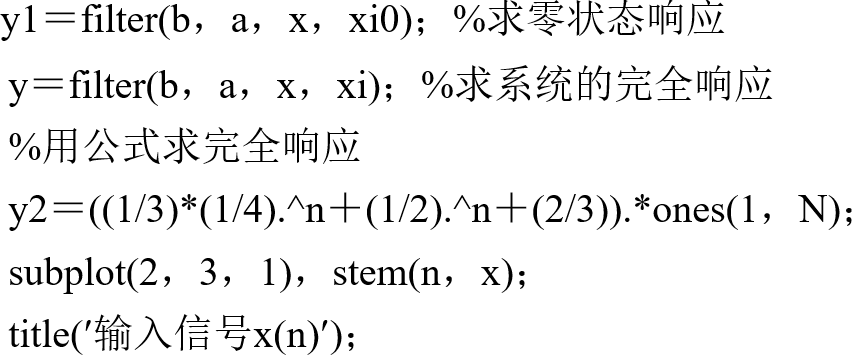 y1＝filter(b，a，x，xi0)；%求零状态响应
y＝filter(b，a，x，xi)；%求系统的完全响应
%用公式求完全响应
y2＝((1/3)*(1/4).^n＋(1/2).^n＋(2/3)).*ones(1，N)；
subplot(2，3，1)，stem(n，x)；
title(′输入信号x(n)′)；